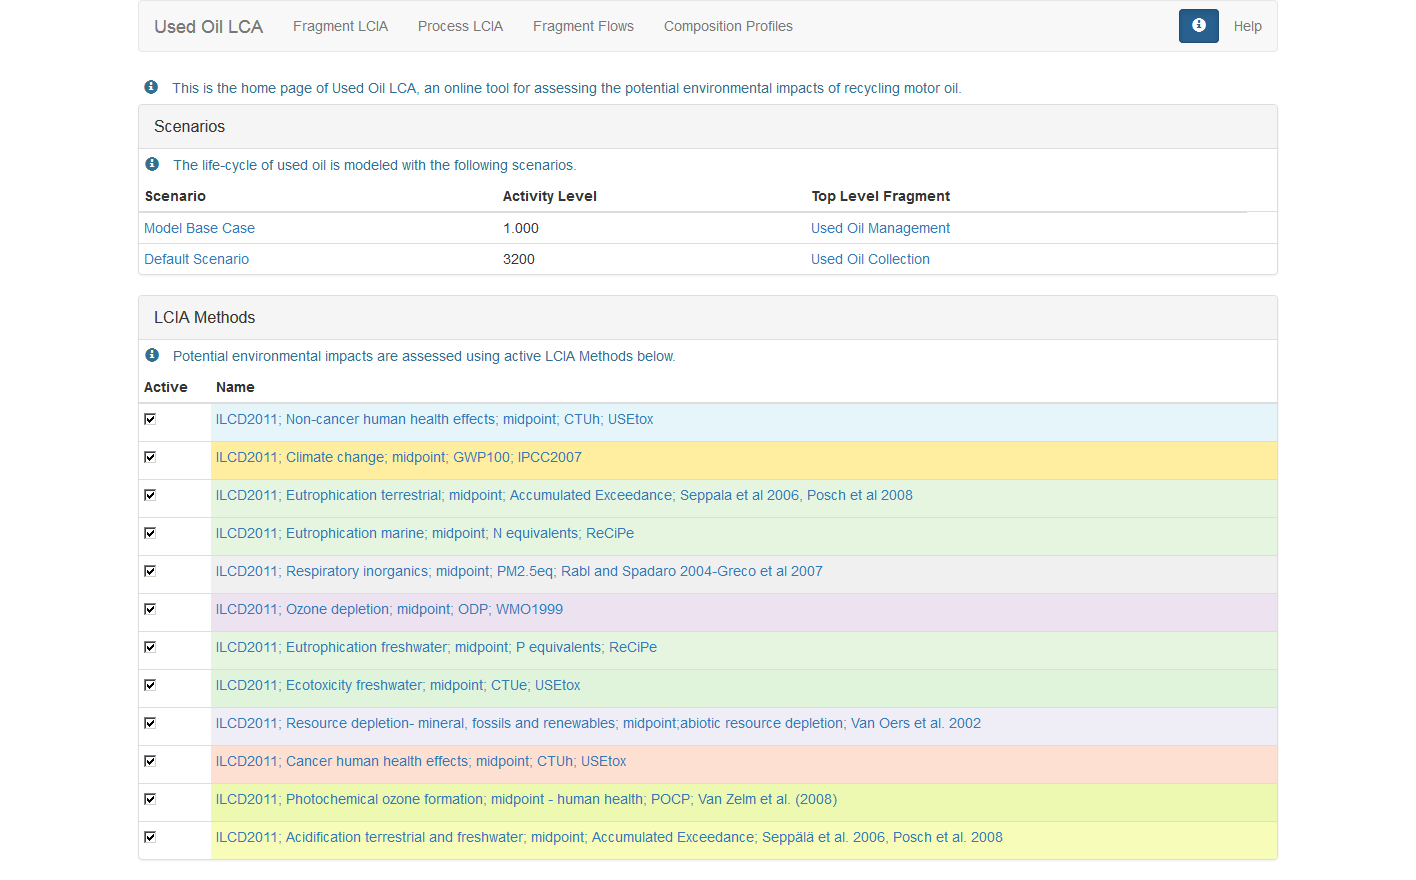 Used Oil LCA Fragment LCIA Process LCIA Fragment Flows Composition Profiles Help
This is the home page of Used Oil LCA, an online tool for assessing the potential environmental impacts of recycling motor oil.
Scenarios
The life-cycle of used oil is modeled with the following scenarios.
Scenario Activity Level Top Level Fragment
Model Base Case 1.000 Used Oil Management
Default Scenario 3200 Used Oil Collection
LCIA Methods
Potential environmental impacts are assessed using active LCIA Methods below.
Active Name
ILCD2011; Non-cancer human health effects; midpoint; CTUh; USEtox
ILCD2011; Climate change; midpoint; GWP100; IPCC2007
ILCD2011; Eutrophication terrestrial; midpoint; Accumulated Exceedance; Seppala et al 2006, Posch et al 2008
ILCD2011; Eutrophication marine; midpoint; N equivalents; ReCiPe
ILCD2011; Respiratory inorganics; midpoint; PM2.5eq; Rabl and Spadaro 2004-Greco et al 2007
ILCD2011; Ozone depletion; midpoint; ODP; WMO1999
ILCD2011; Eutrophication freshwater; midpoint; P equivalents; ReCiPe
ILCD2011; Ecotoxicity freshwater; midpoint; CTUe; USEtox
ILCD2011; Resource depletion- mineral, fossils and renewables; midpoint;abiotic resource depletion; Van Oers et al. 2002
ILCD2011; Cancer human health effects; midpoint; CTUh; USEtox
ILCD2011; Photochemical ozone formation; midpoint - human health; POCP; Van Zelm et al. (2008)
ILCD2011; Acidification terrestrial and freshwater; midpoint; Accumulated Exceedance; Seppälä et al. 2006, Posch et al. 2008